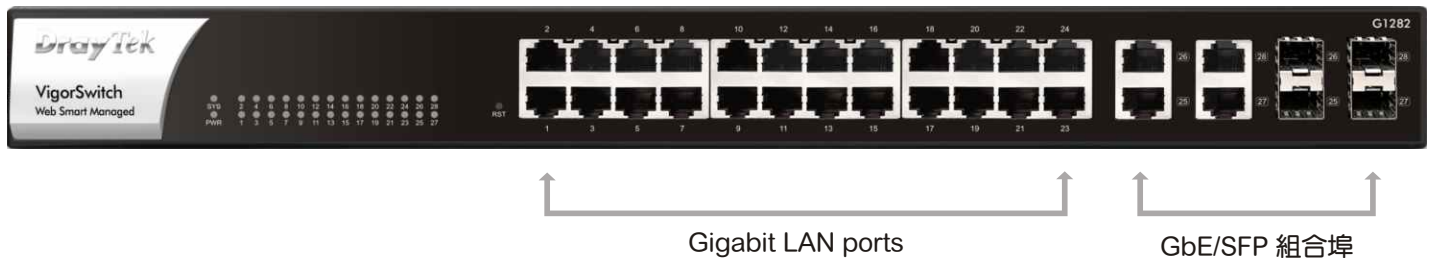 DrayTek
VigorSwitch
Web Smart Managed
SYS 2 4 6 8 10 12 14 16 18 20 22 24 26 28
PWR 1 3 5 7 9 11 13 15 17 19 21 23 25 27
RST
2 4 6 8 10 12 14 16 18 20 22 24
1 3 5 7 9 11 13 15 17 19 21 23
26 28 26 28
25 27 25 27
G1282
Gigabit LAN ports
GbE/SFP 組合埠